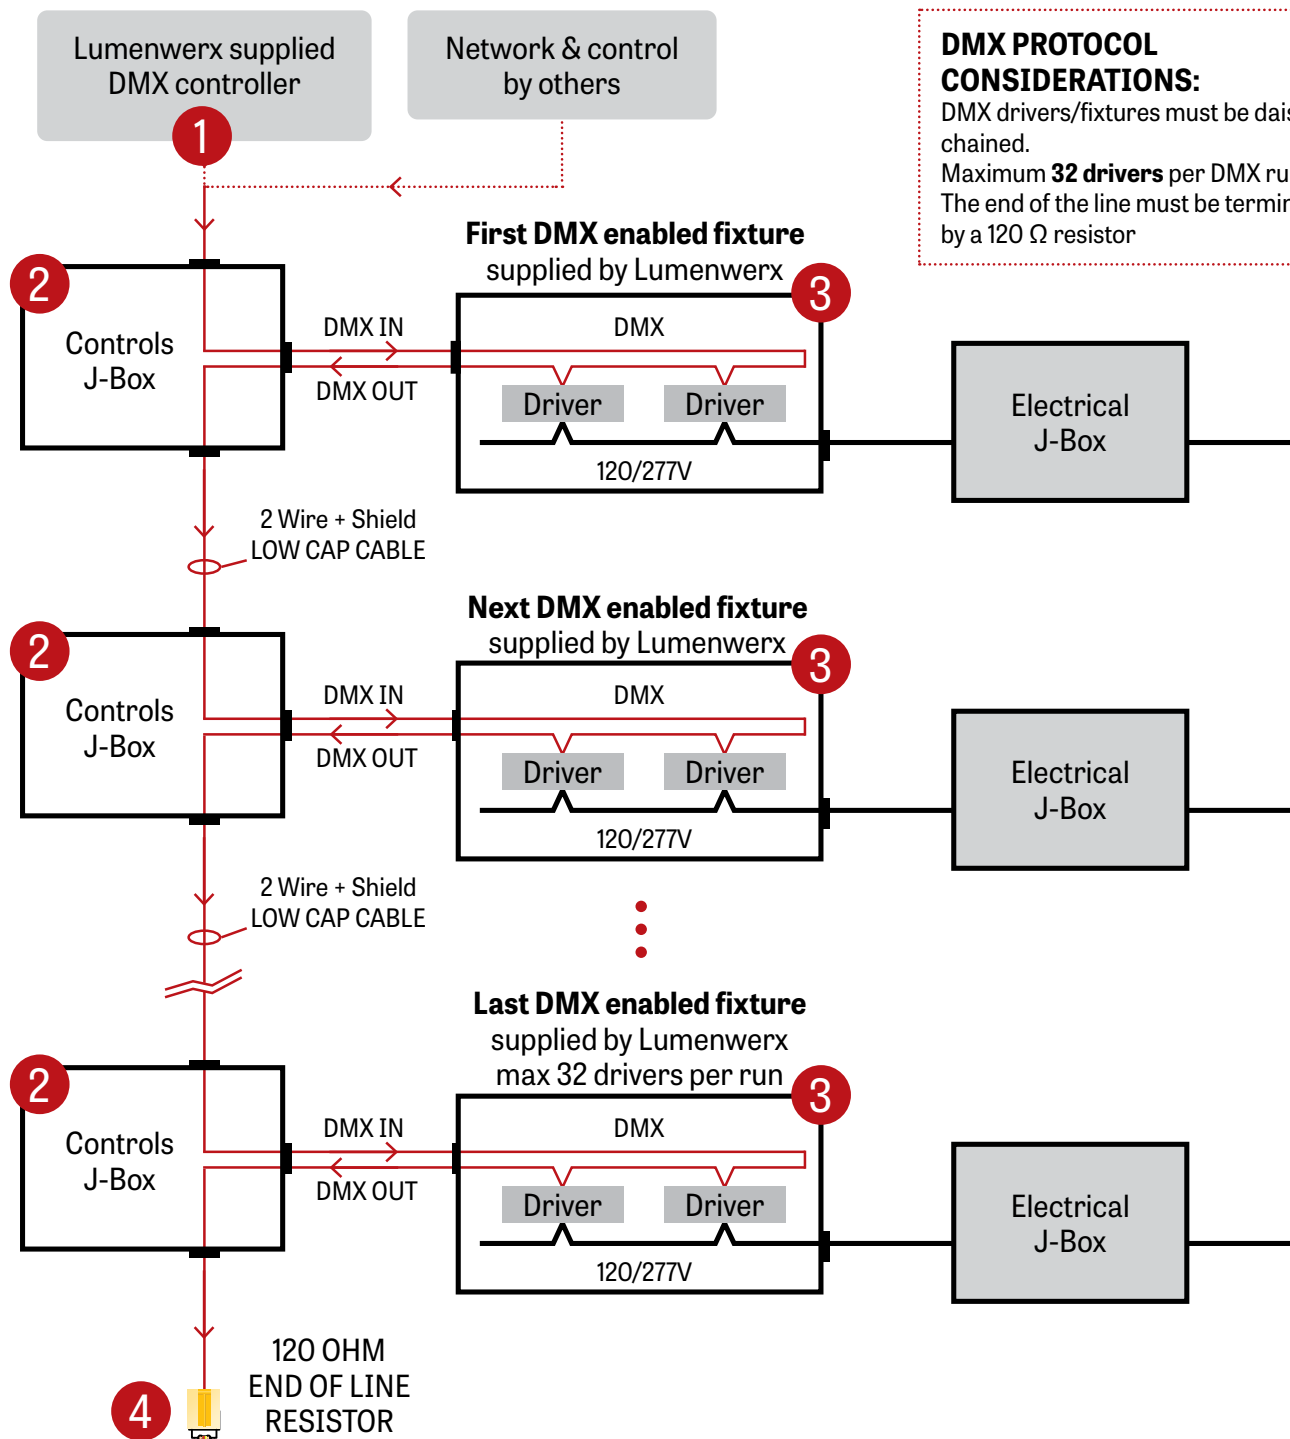 Lumenwerx supplied
DMX controller
1
Network & control
by others
DMX PROTOCOL
CONSIDERATIONS:
DMX drivers/fixtures must be
chained.
Maximum 32 drivers per DMX
The end of the line must be
by a 120 Ω resistor
First DMX enabled fixture
supplied by Lumenwerx
2
Controls
J-Box
DMX IN
DMX OUT
3
DMX
Driver
Driver
120/277V
Electrical
J-Box
2 Wire + Shield
LOW CAP CABLE
Next DMX enabled fixture
supplied by Lumenwerx
2
Controls
J-Box
DMX IN
DMX OUT
3
DMX
Driver
Driver
120/277V
Electrical
J-Box
2 Wire + Shield
LOW CAP CABLE
Last DMX enabled fixture
supplied by Lumenwerx
max 32 drivers per run
2
Controls
J-Box
DMX IN
DMX OUT
3
DMX
Driver
Driver
120/277V
Electrical
J-Box
4
120 OHM
END OF LINE
RESISTOR